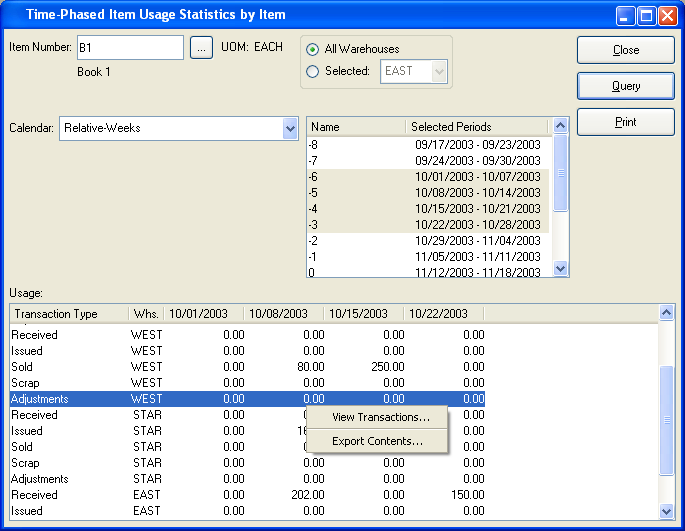 Time-Phased Item Usage Statistics by Item
Item Number: B1 ... UOM: EACH
Book 1
All Warehouses
Selected: EAST
Close
Query
Print
Calendar: Relative-Weeks
Name Selected Periods
-8 09/17/2003 - 09/23/2003
-7 09/24/2003 - 09/30/2003
-6 10/01/2003 - 10/07/2003
-5 10/08/2003 - 10/14/2003
-4 10/15/2003 - 10/21/2003
-3 10/22/2003 - 10/28/2003
-2 10/29/2003 - 11/04/2003
-1 11/05/2003 - 11/11/2003
0 11/12/2003 - 11/18/2003
Usage:
Transaction Type Whs. 10/01/2003 10/08/2003 10/15/2003 10/22/2003
Received WEST 0.00 0.00 0.00 0.00
Issued WEST 0.00 0.00 0.00 0.00
Sold WEST 0.00 80.00 250.00 0.00
Scrap WEST 0.00 0.00 0.00 0.00
Adjustments WEST 0.00 0.00 0.00 0.00
Received STAR 0.00
Issued STAR 0.00
Sold STAR 0.00
Scrap STAR 0.00 0.00 0.00 0.00
Adjustments STAR 0.00 0.00 0.00 0.00
Received EAST 0.00 202.00 0.00 150.00
Issued EAST 0.00 0.00 0.00 0.00
View Transactions...
Export Contents...